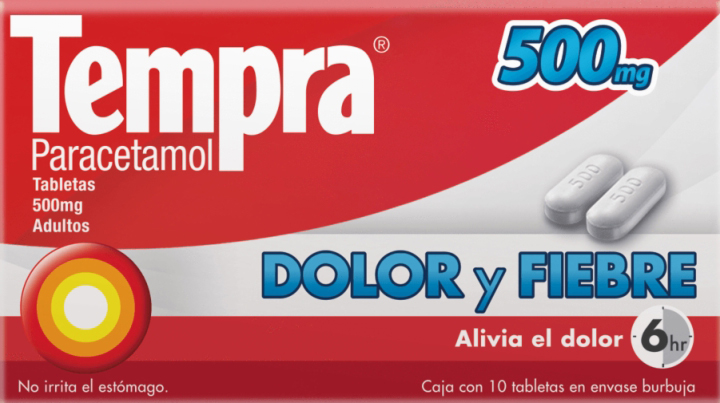 Tempra®
Paracetamol
Tabletas
500mg
Adultos
500mg
500
500
DOLOR y FIEBRE
Alivia el dolor 6hr
No irrita el estómago.
Caja con 10 tabletas en envase burbuja